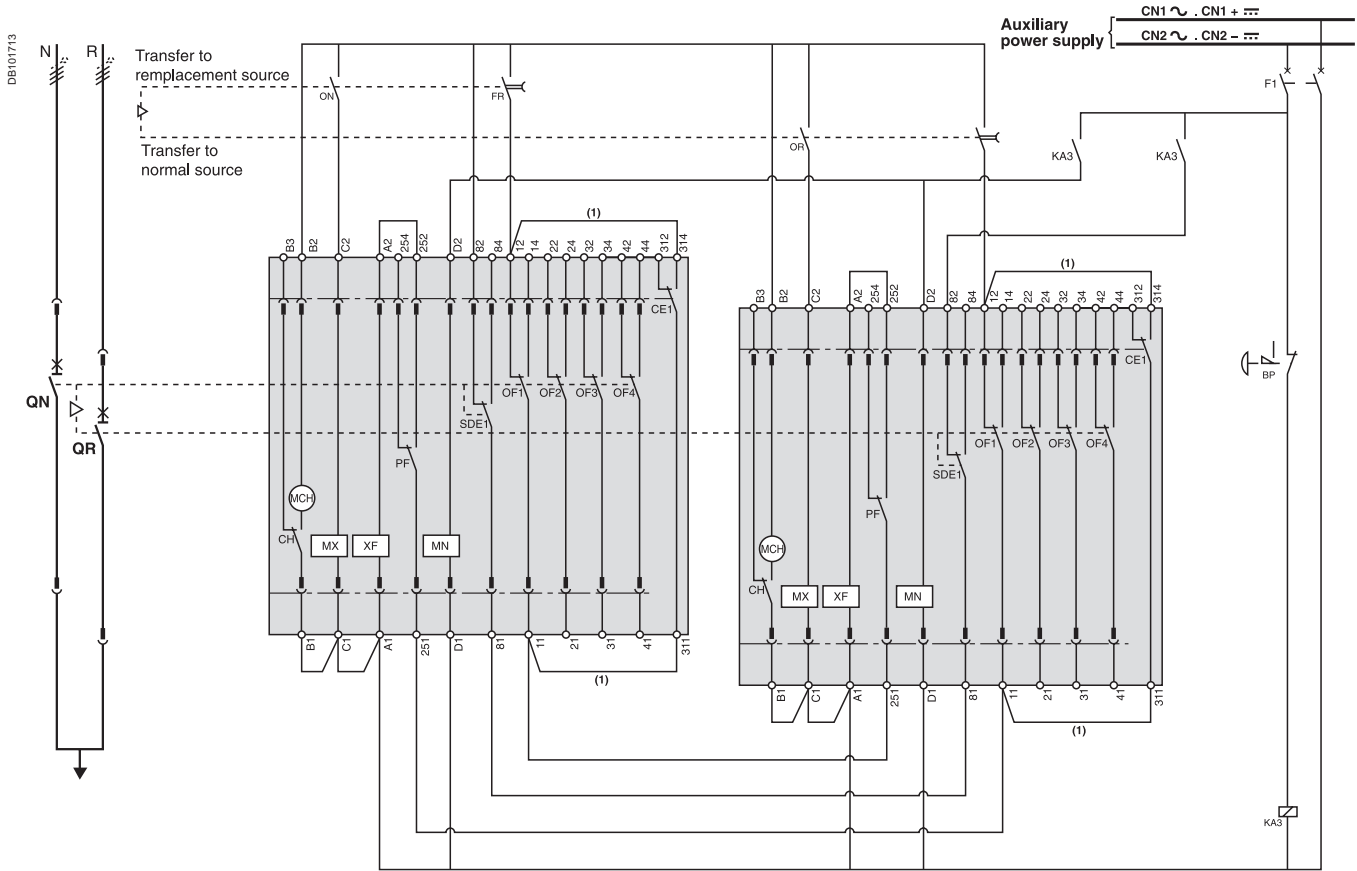 DB101713
N
R
Transfer to
remplacement source
Transfer to
normal source
ON
FR
OR
Auxiliary
power supply
CN1 ∿ . CN1 + ⎓
CN2 ∿ . CN2 – ⎓
F1
KA3
KA3
BP
KA3
QN
QR
(1)
B3
B2
C2
A2
254
252
D2
82
84
12
14
22
24
32
34
42
44
312
314
CE1
OF1
OF2
OF3
OF4
SDE1
PF
MCH
CH
MX
XF
MN
B1
C1
A1
251
D1
81
11
21
31
41
311
(1)
(1)
B3
B2
C2
A2
254
252
D2
82
84
12
14
22
24
32
34
42
44
312
314
CE1
OF1
OF2
OF3
OF4
SDE1
PF
MCH
CH
MX
XF
MN
B1
C1
A1
251
D1
81
11
21
31
41
311
(1)